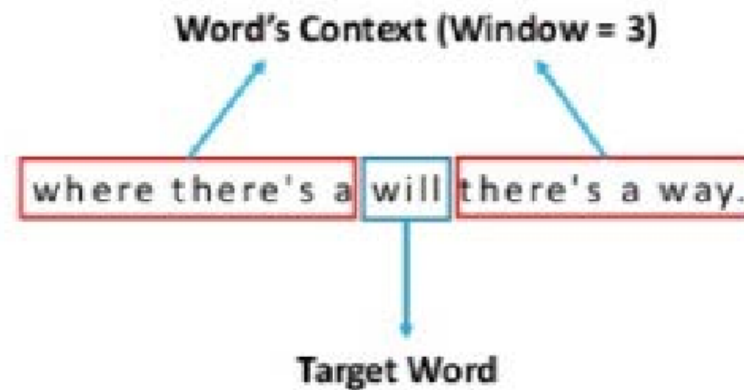 Word's Context (Window = 3)
where there's a will there's a way.
Target Word